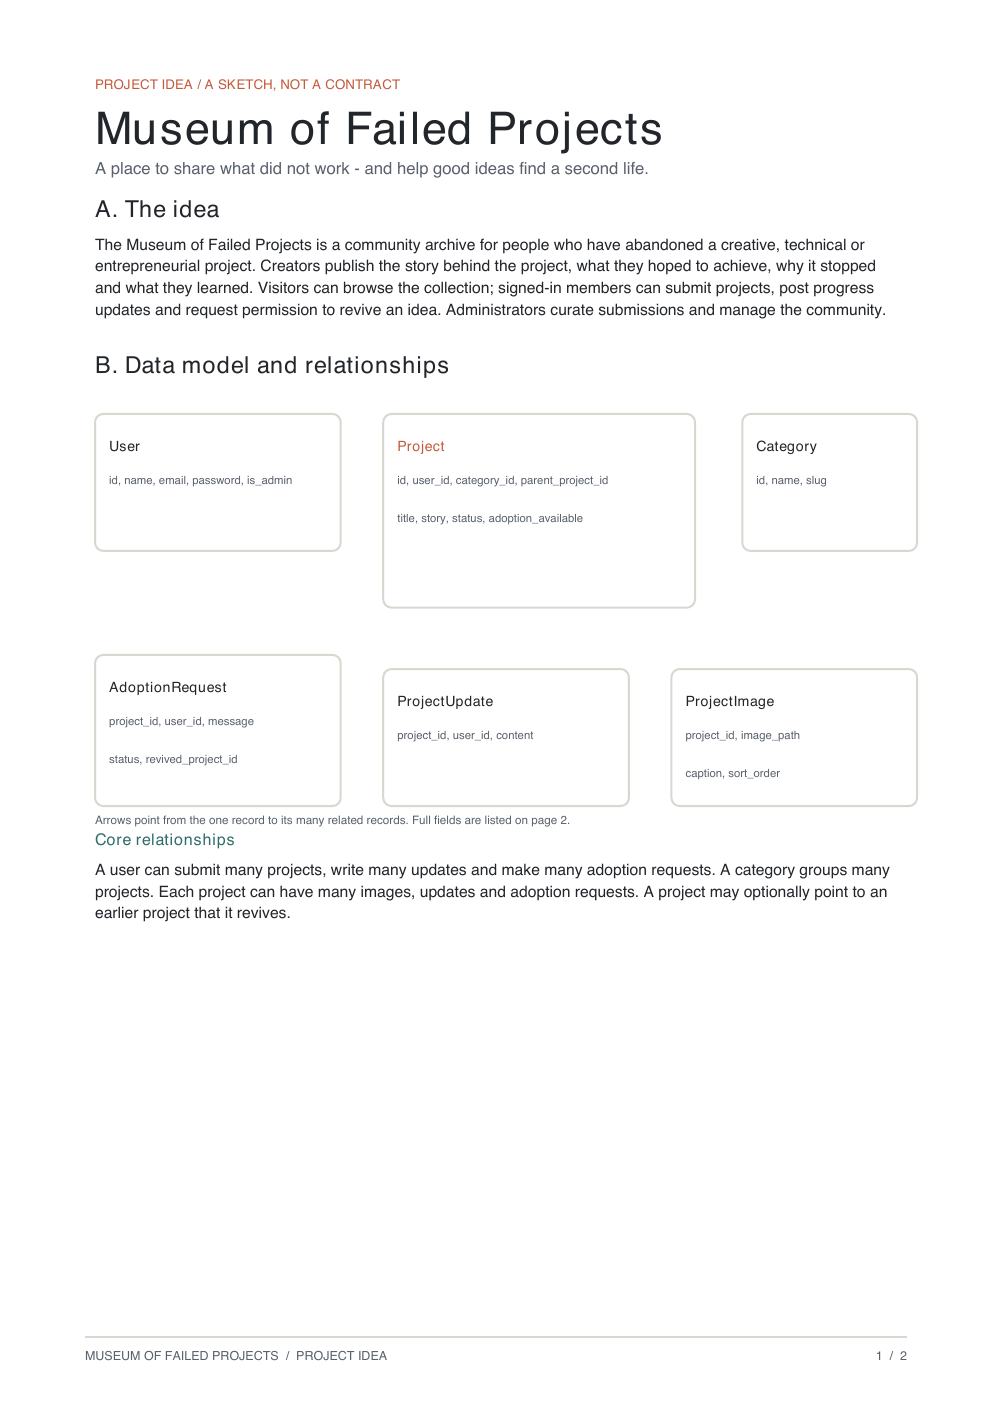 PROJECT IDEA / A SKETCH, NOT A CONTRACT
Museum of Failed Projects
A place to share what did not work - and help good ideas find a second life.
A. The idea
The Museum of Failed Projects is a community archive for people who have abandoned a creative, technical or
entrepreneurial project. Creators publish the story behind the project, what they hoped to achieve, why it stopped
and what they learned. Visitors can browse the collection; signed-in members can submit projects, post progress
updates and request permission to revive an idea. Administrators curate submissions and manage the community.
B. Data model and relationships
User
id, name, email, password, is_admin
Project
id, user_id, category_id, parent_project_id
title, story, status, adoption_available
Category
id, name, slug
AdoptionRequest
project_id, user_id, message
status, revived_project_id
ProjectUpdate
project_id, user_id, content
ProjectImage
project_id, image_path
caption, sort_order
Arrows point from the one record to its many related records. Full fields are listed on page 2.
Core relationships
A user can submit many projects, write many updates and make many adoption requests. A category groups many
projects. Each project can have many images, updates and adoption requests. A project may optionally point to an
earlier project that it revives.
MUSEUM OF FAILED PROJECTS / PROJECT IDEA
1 / 2